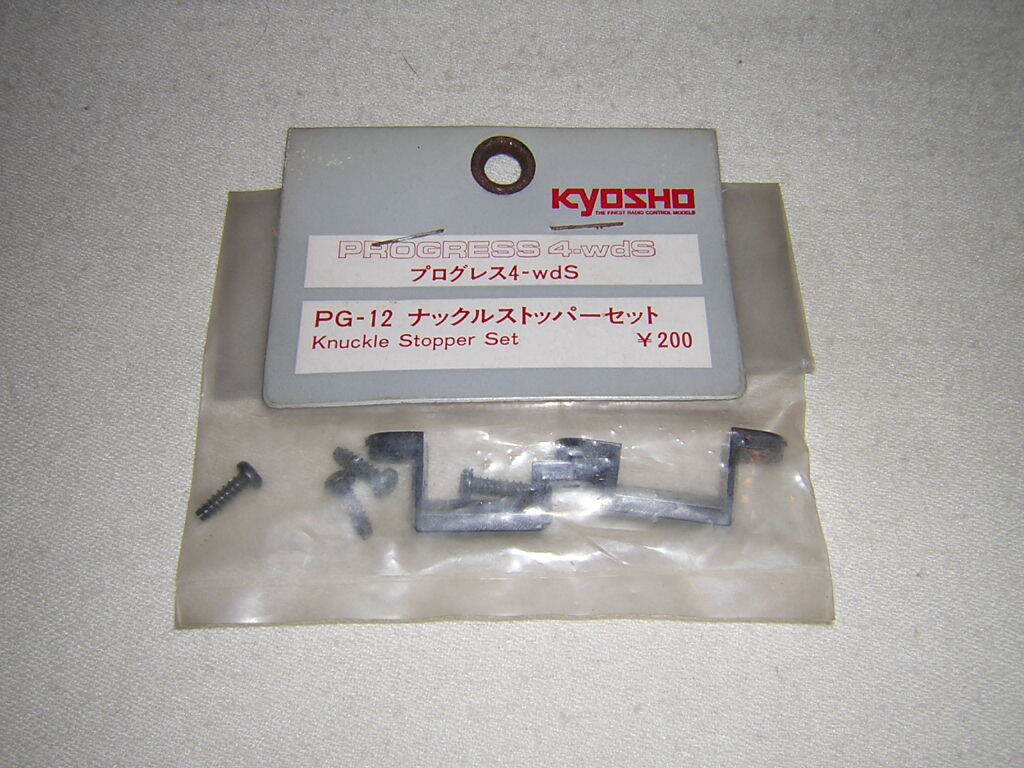 KYOSHO
THE FINEST RADIO CONTROL MODELS
PROGRESS 4-wdS
プログレス4-wdS
PG-12 ナックルストッパーセット
Knuckle Stopper Set ¥200